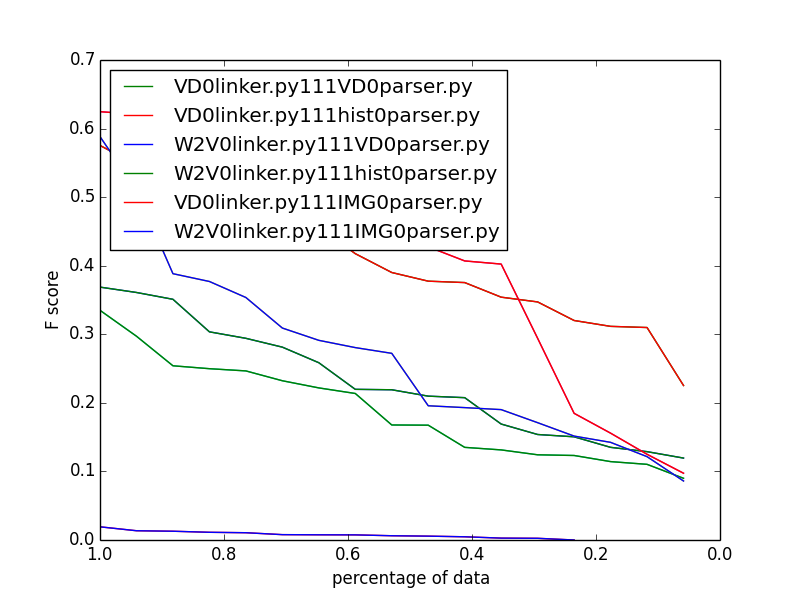 0.7
0.6
0.5
0.4
0.3
0.2
0.1
0.0
F score
VD0linker.py111VD0parser.py
VD0linker.py111hist0parser.py
W2V0linker.py111VD0parser.py
W2V0linker.py111hist0parser.py
VD0linker.py111IMG0parser.py
W2V0linker.py111IMG0parser.py
1.0 0.8 0.6 0.4 0.2 0.0
percentage of data